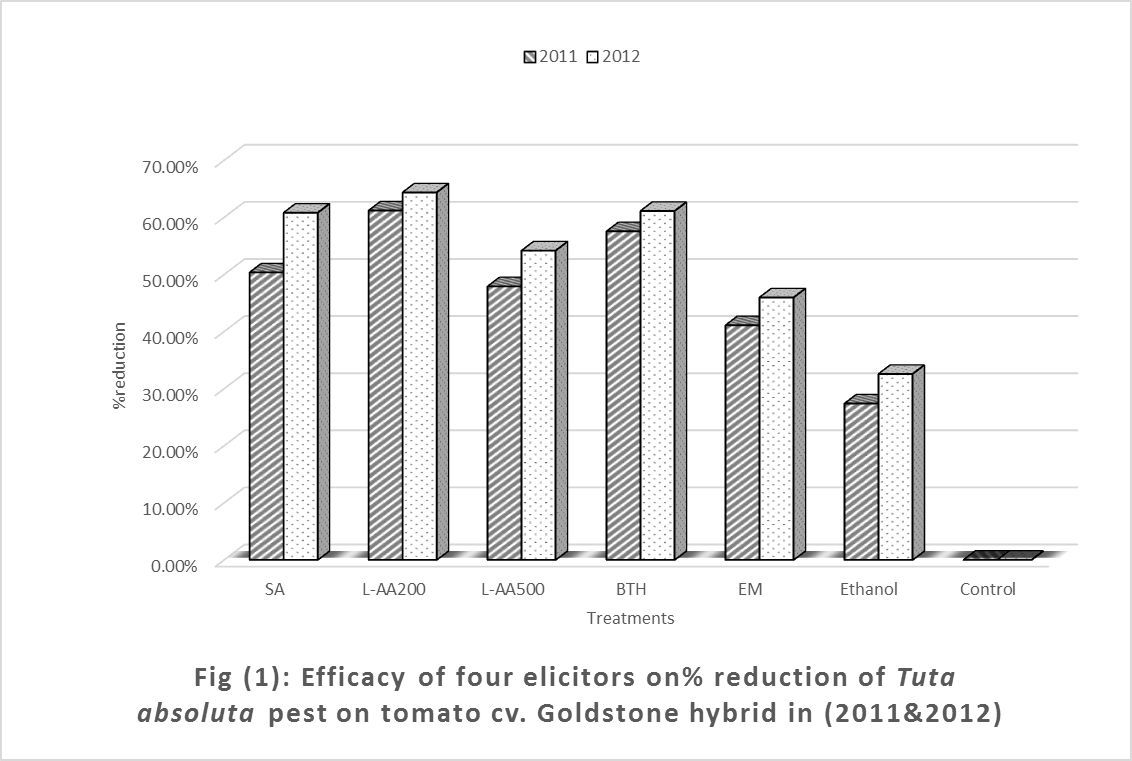 2011 2012
70.00%
60.00%
50.00%
40.00%
30.00%
20.00%
10.00%
0.00%
%reduction
SA L-AA200 L-AA500 BTH EM Ethanol Control
Treatments
Fig (1): Efficacy of four elicitors on% reduction of Tuta
absoluta pest on tomato cv. Goldstone hybrid in (2011&2012)